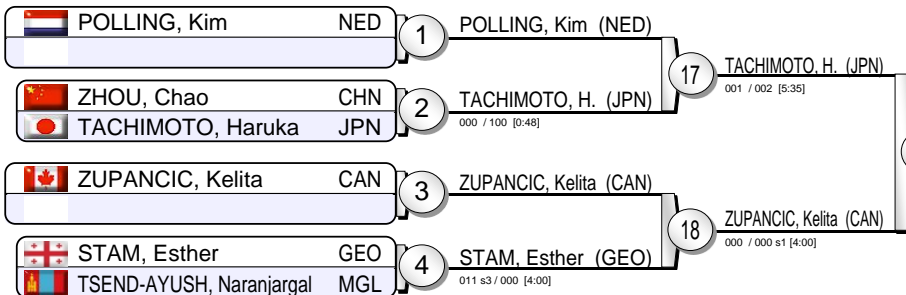 POLLING, Kim NED
1
POLLING, Kim (NED)
17
TACHIMOTO, H. (JPN)
001 / 002 [5:35]
ZHOU, Chao CHN
TACHIMOTO, Haruka JPN
2
TACHIMOTO, H. (JPN)
000 / 100 [0:48]
ZUPANCIC, Kelita CAN
3
ZUPANCIC, Kelita (CAN)
18
ZUPANCIC, Kelita (CAN)
000 / 000 s1 [4:00]
STAM, Esther GEO
TSEND-AYUSH, Naranjargal MGL
4
STAM, Esther (GEO)
011 s3 / 000 [4:00]